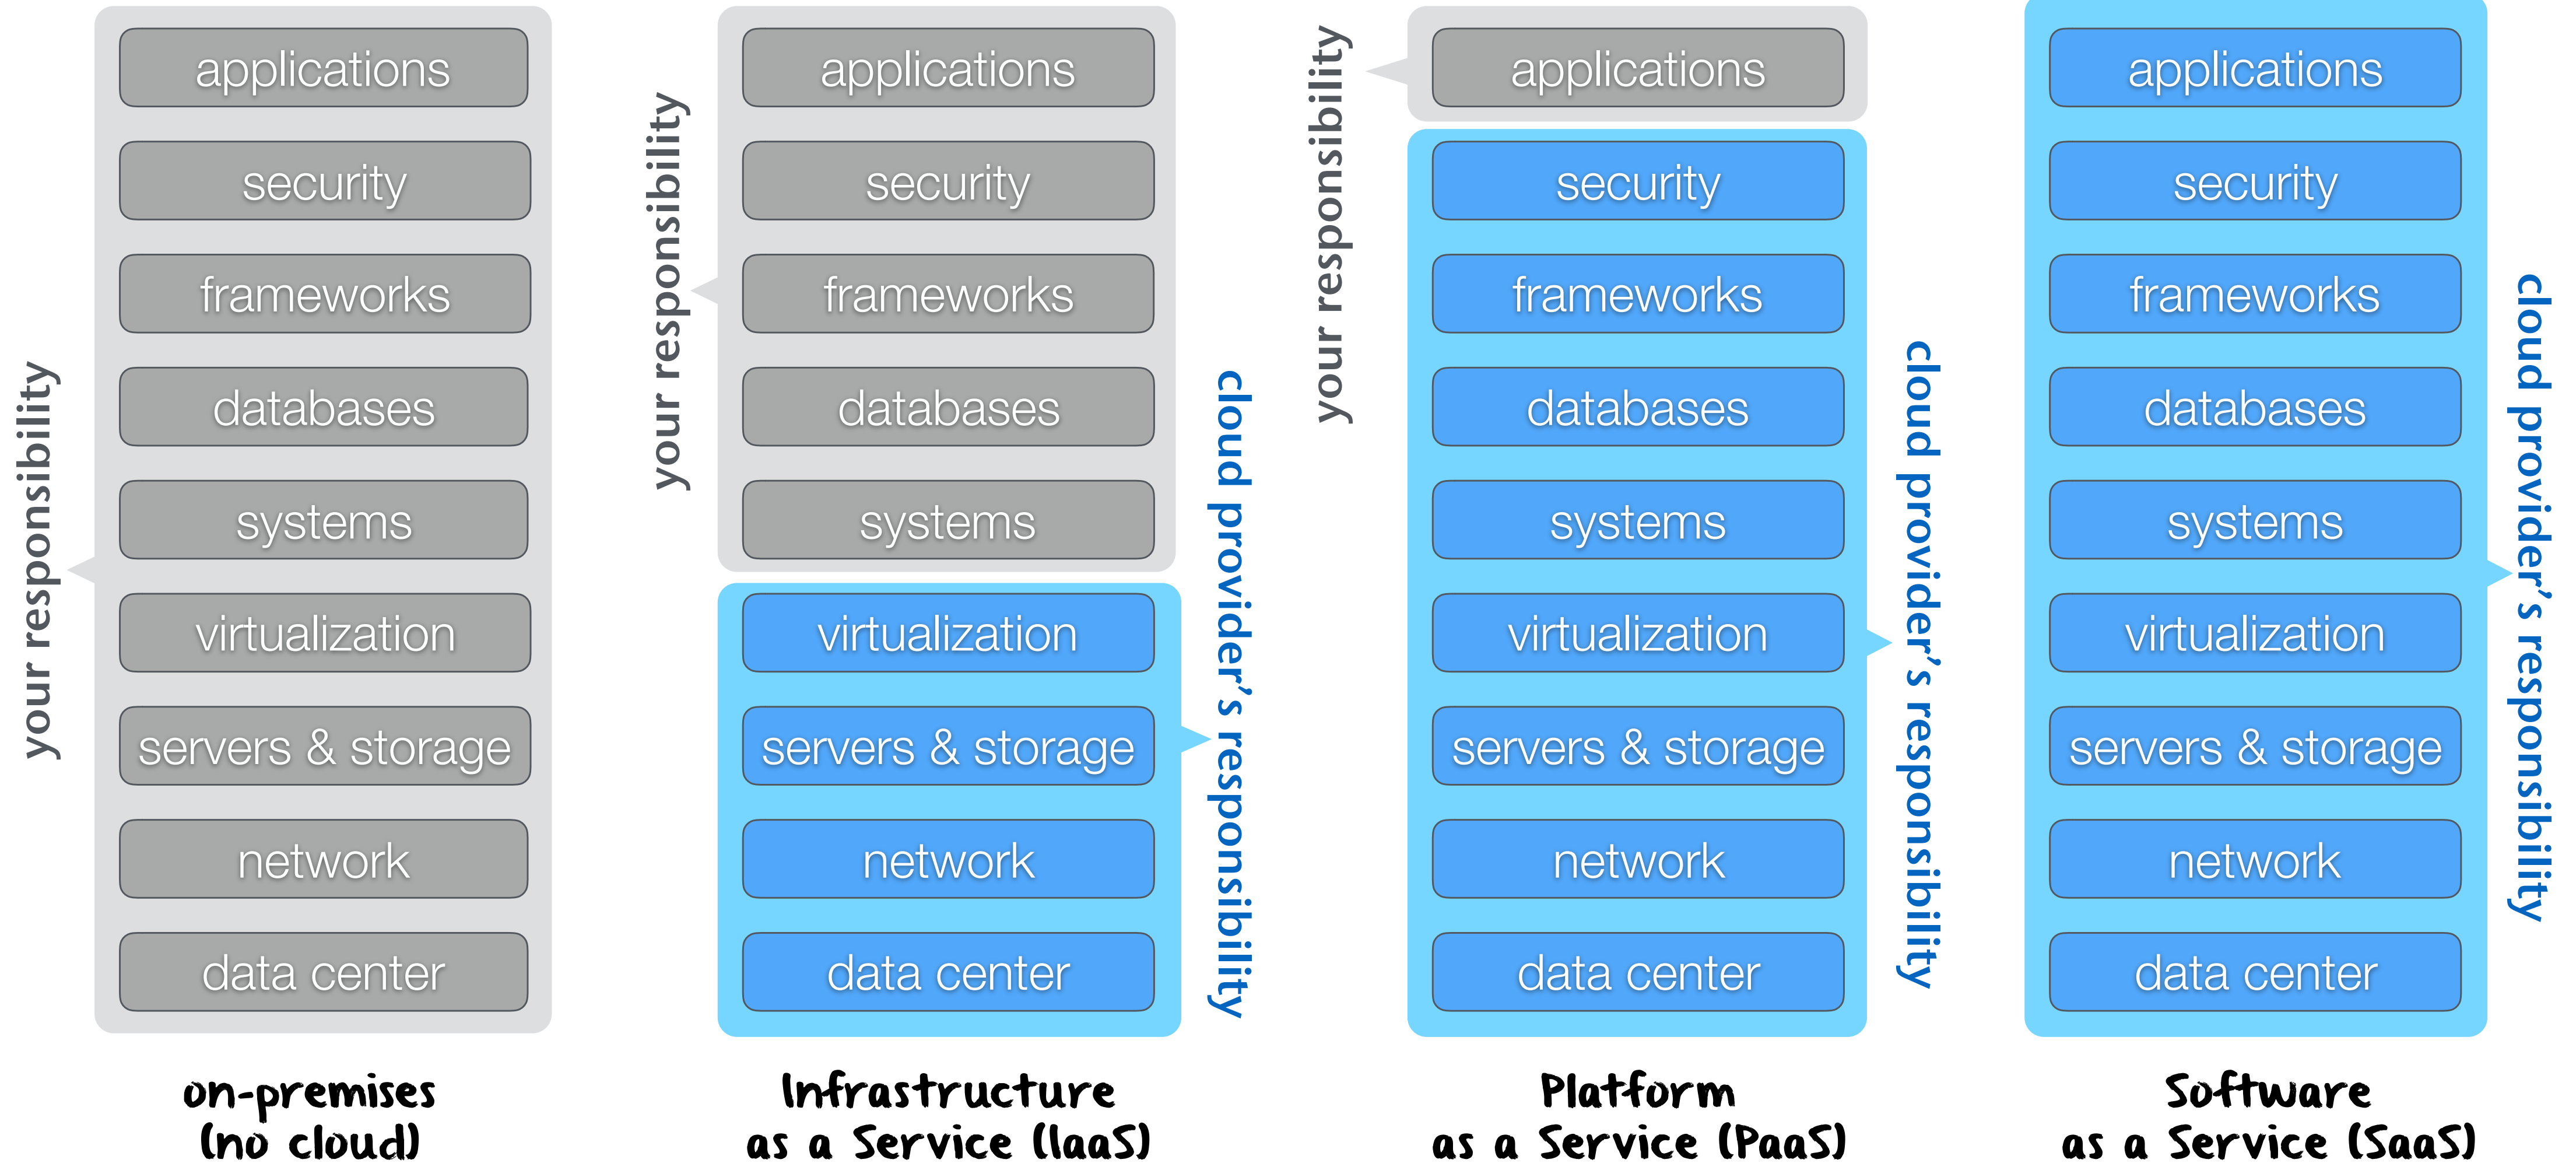 your responsibility
applications
security
frameworks
databases
systems
virtualization
servers & storage
network
data center
on-premises
(no cloud)
your responsibility
applications
security
frameworks
databases
systems
virtualization
servers & storage
network
data center
cloud provider's responsibility
Infrastructure
as a Service (IaaS)
your responsibility
applications
security
frameworks
databases
systems
virtualization
servers & storage
network
data center
cloud provider's responsibility
Platform
as a Service (PaaS)
applications
security
frameworks
databases
systems
virtualization
servers & storage
network
data center
cloud provider's responsibility
Software
as a Service (SaaS)